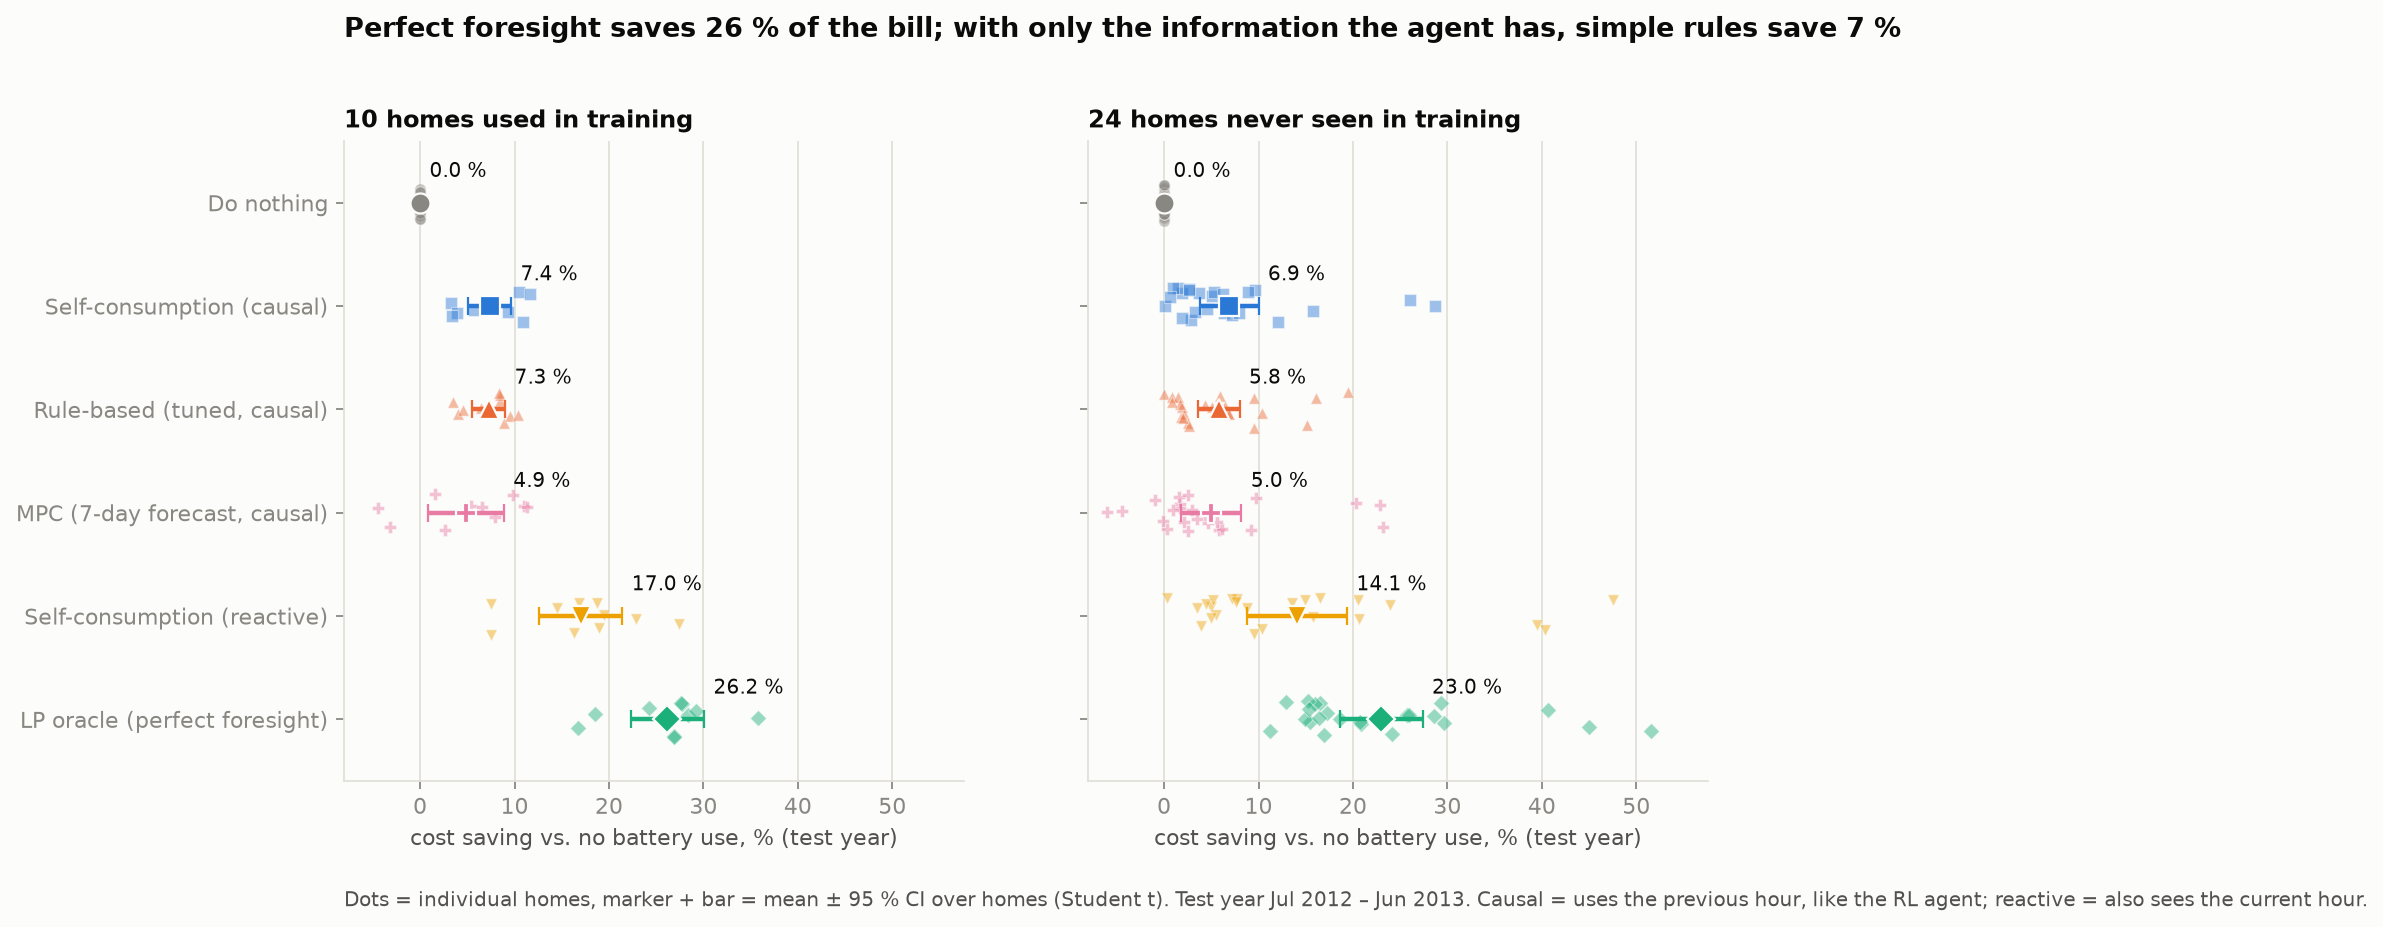 Perfect foresight saves 26 % of the bill; with only the information the agent has, simple rules save 7 %
10 homes used in training
24 homes never seen in training
Do nothing
0.0 %
0.0 %
Self-consumption (causal)
7.4 %
6.9 %
Rule-based (tuned, causal)
7.3 %
5.8 %
MPC (7-day forecast, causal)
4.9 %
5.0 %
Self-consumption (reactive)
17.0 %
14.1 %
LP oracle (perfect foresight)
26.2 %
23.0 %
0 10 20 30 40 50
0 10 20 30 40 50
cost saving vs. no battery use, % (test year)
cost saving vs. no battery use, % (test year)
Dots = individual homes, marker + bar = mean ± 95 % CI over homes (Student t). Test year Jul 2012 – Jun 2013. Causal = uses the previous hour, like the RL agent; reactive = also sees the current hour.